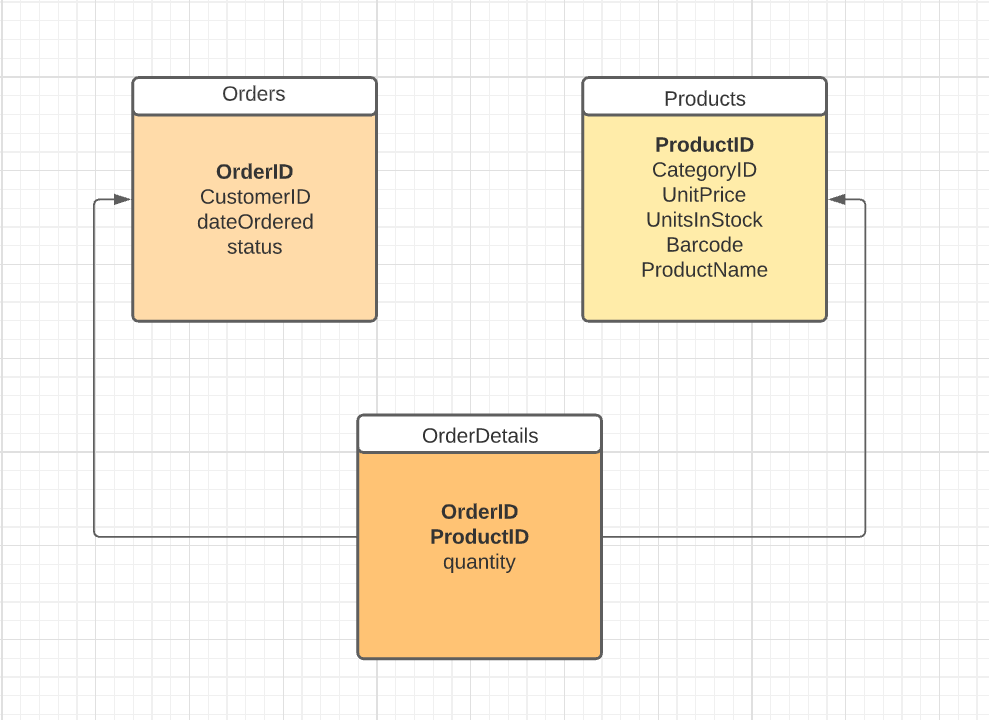 Orders
OrderID
CustomerID
dateOrdered
status
Products
ProductID
CategoryID
UnitPrice
UnitsInStock
Barcode
ProductName
OrderDetails
OrderID
ProductID
quantity